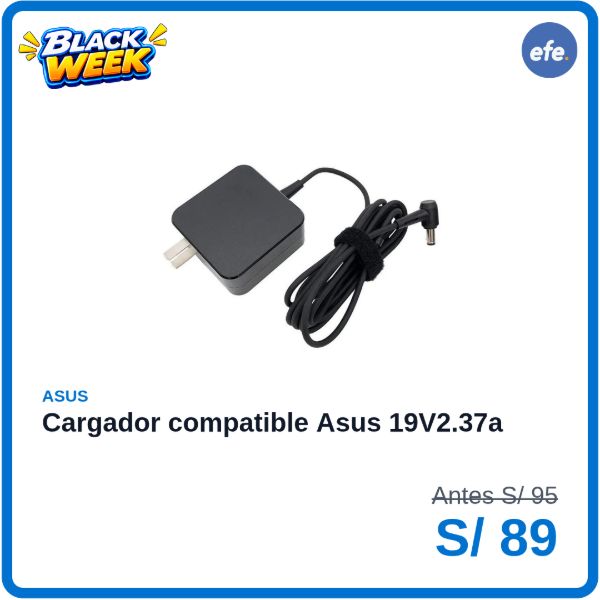 BLACK
WEEK
efe.
ASUS
Cargador compatible Asus 19V2.37a
Antes S/ 95
S/ 89